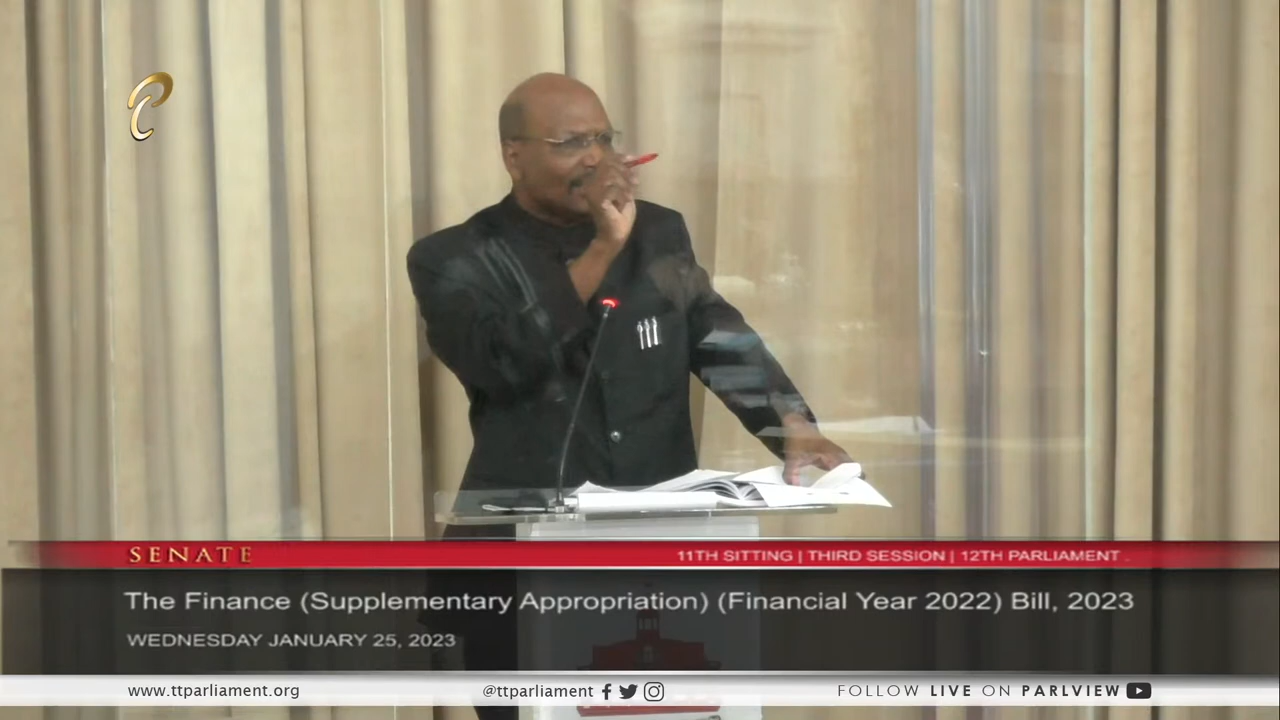 SENATE
11TH SITTING | THIRD SESSION | 12TH PARLIAMENT .
The Finance (Supplementary Appropriation) (Financial Year 2022) Bill, 2023
WEDNESDAY JANUARY 25, 2023
www.ttparliament.org
@ttparliament
FOLLOW LIVE ON PARLVIEW